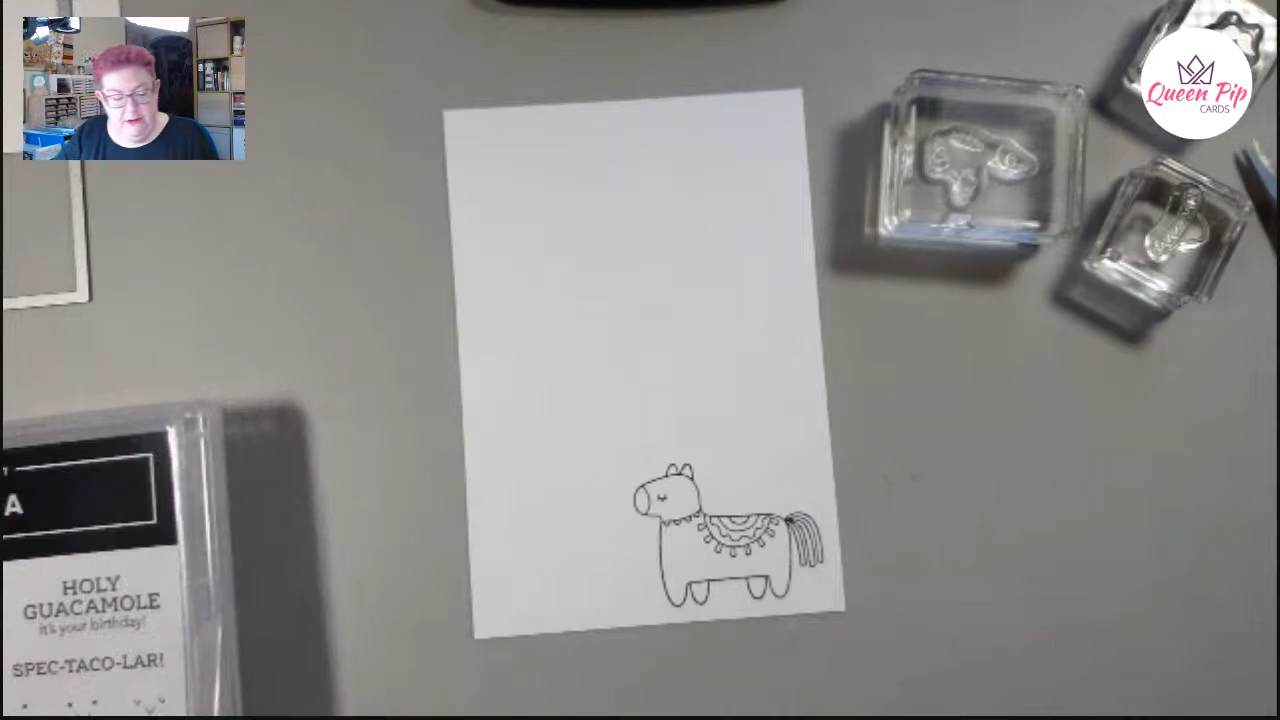 Queen Pip
CARDS
T
A
HOLY
GUACAMOLE
it's your birthday!
SPEC-TACO-LAR!